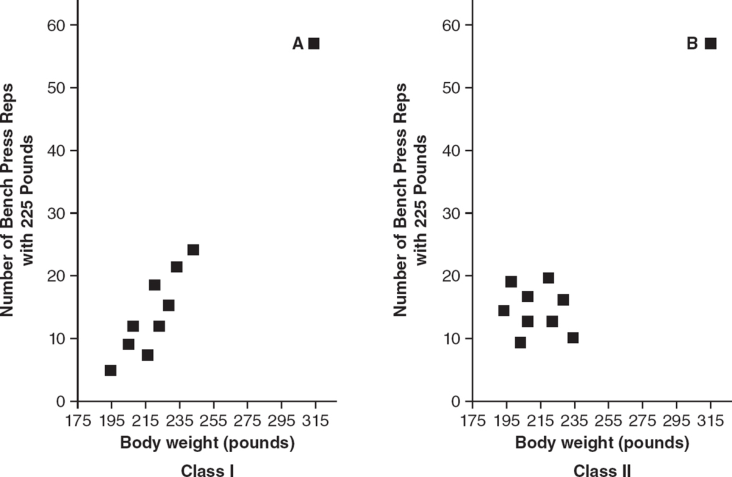 Number of Bench Press Reps
with 225 Pounds
60
50
40
30
20
10
0
A
175 195 215 235 255 275 295 315
Body weight (pounds)
Class I
Number of Bench Press Reps
with 225 Pounds
60
50
40
30
20
10
0
B
175 195 215 235 255 275 295 315
Body weight (pounds)
Class II